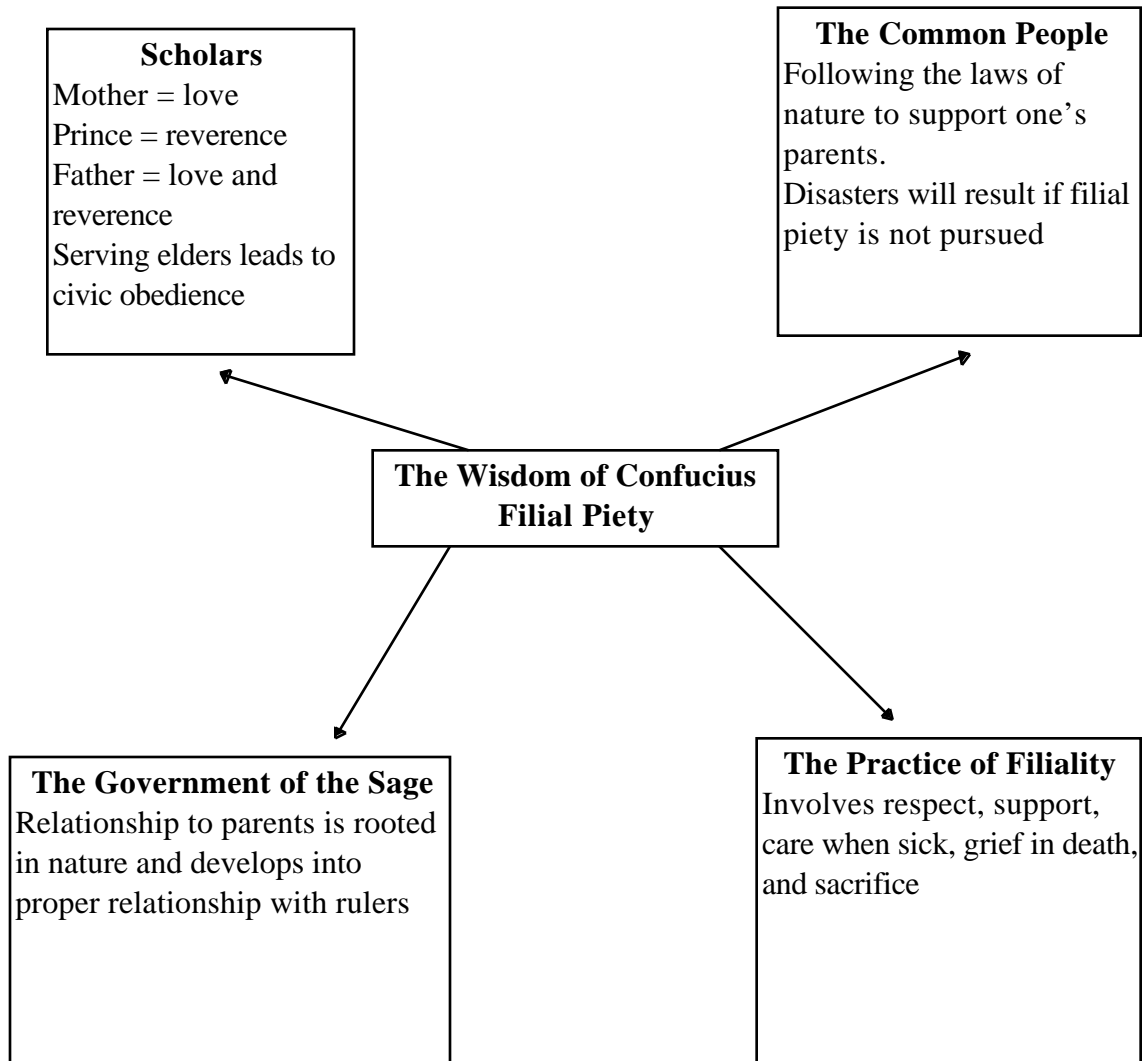 Scholars
Mother = love
Prince = reverence
Father = love and
reverence
Serving elders leads to
civic obedience
The Common People
Following the laws of
nature to support one’s
parents.
Disasters will result if filial
piety is not pursued
The Wisdom of Confucius
Filial Piety
The Government of the Sage
Relationship to parents is rooted
in nature and develops into
proper relationship with rulers
The Practice of Filiality
Involves respect, support,
care when sick, grief in death,
and sacrifice